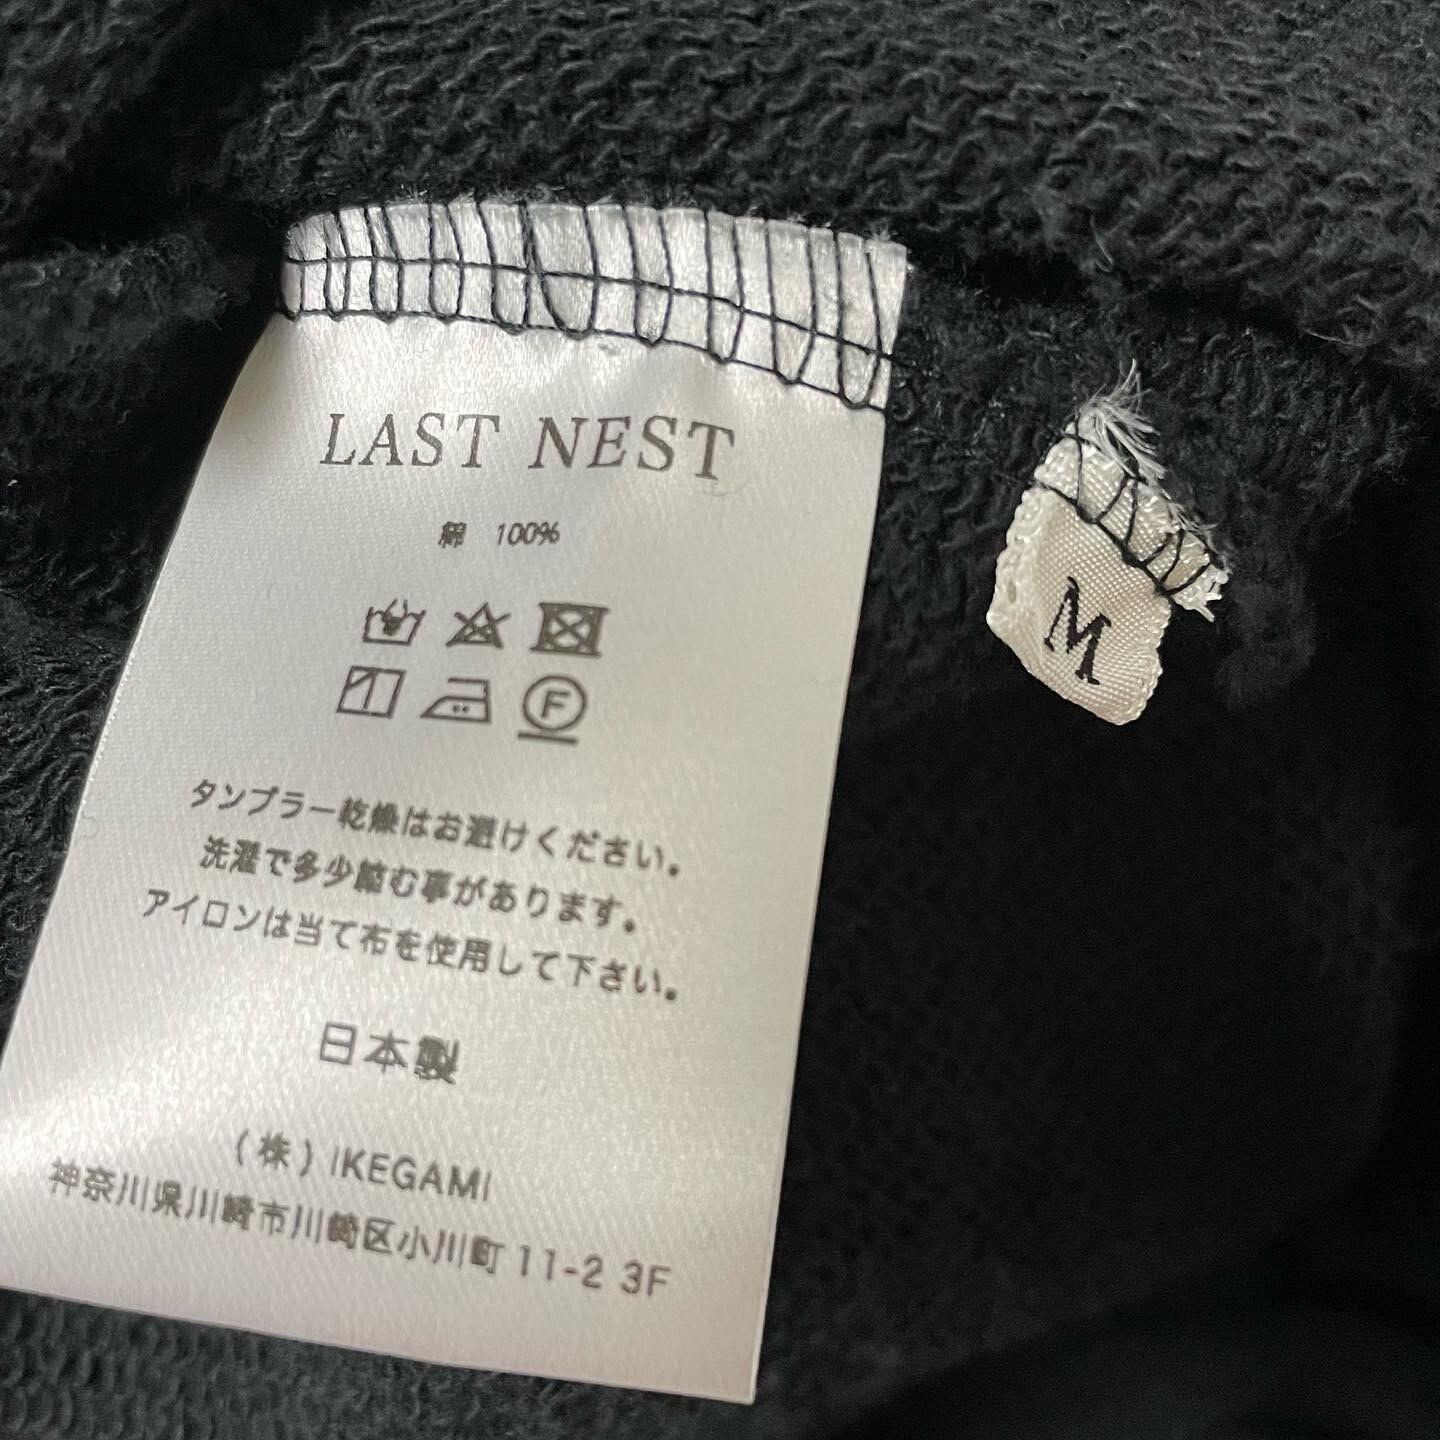 LAST NEST
綿 100%
F
タンブラー乾燥はお避けください。
洗濯で多少詰む事があります。
アイロンは当て布を使用して下さい。
日本製
(株) IKEGAMI
神奈川県川崎市川崎区小川町 11-2 3F
M